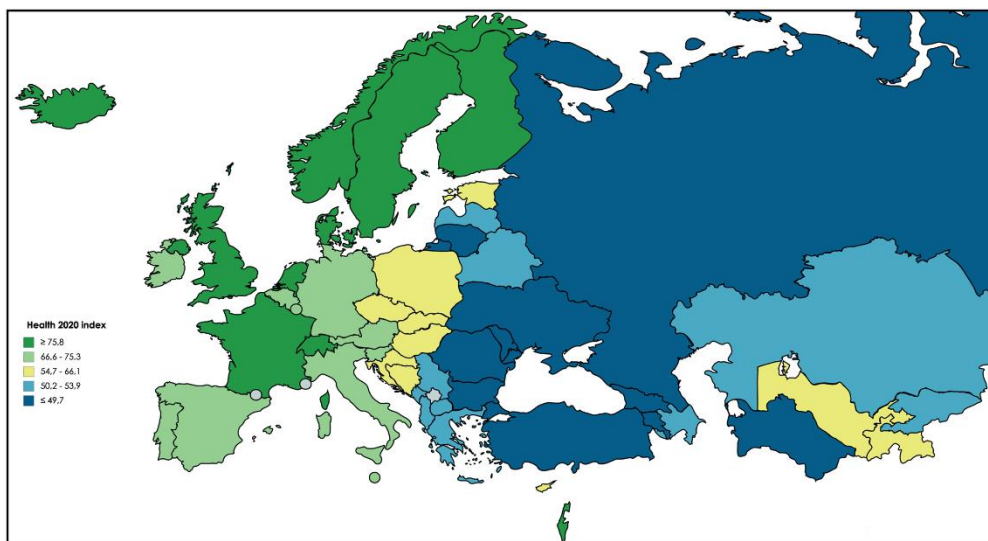 Health 2020 index
≥ 75,8
66,6 - 75.3
54,7 - 66.1
50,2 - 53,9
≤ 49,7